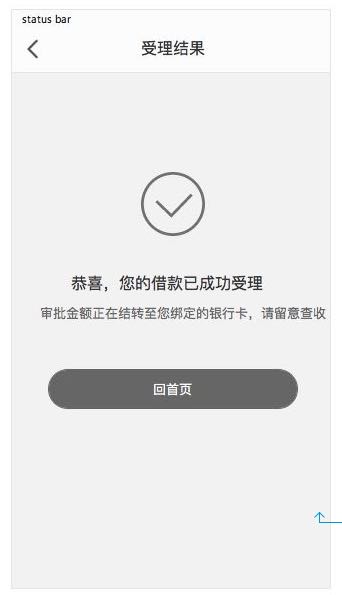 status bar
受理结果
恭喜，您的借款已成功受理
审批金额正在结转至您绑定的银行卡，请留意查收
回首页